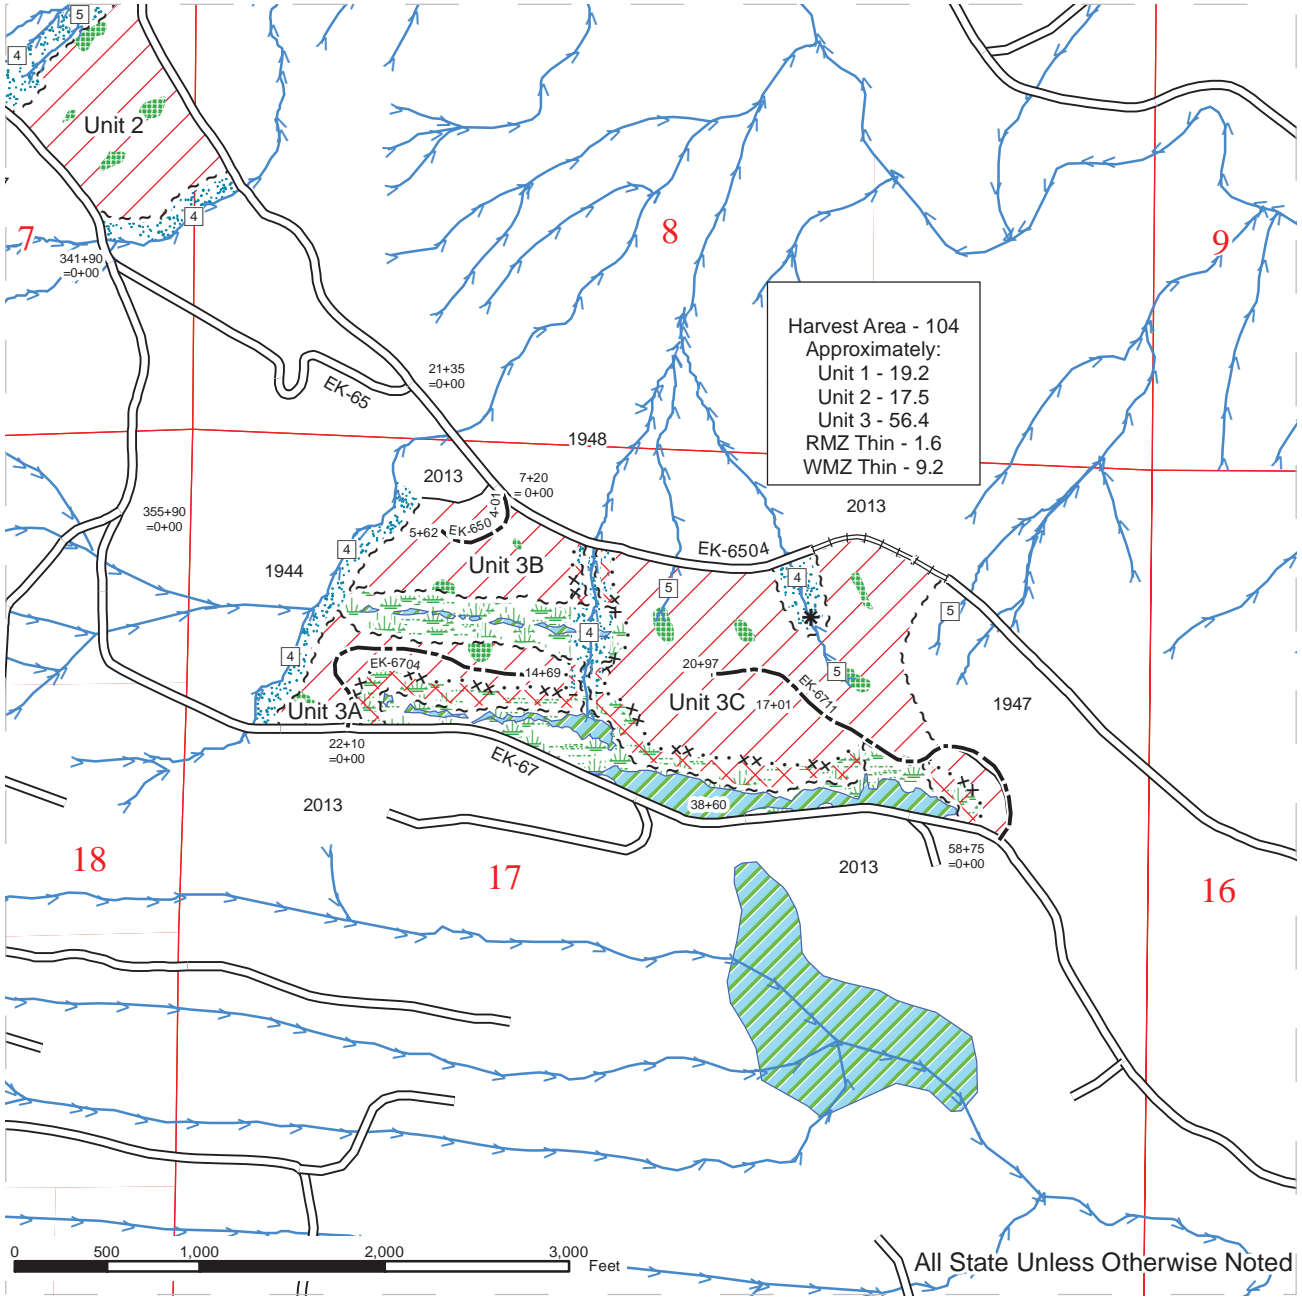 5
4
Unit 2
4
7
8
9
341+90
=0+00
Harvest Area - 104
Approximately:
Unit 1 - 19.2
Unit 2 - 17.5
Unit 3 - 56.4
RMZ Thin - 1.6
WMZ Thin - 9.2
21+35
=0+00
EK-65
1948
2013
7+20
= 0+00
2013
355+90
=0+00
5+62
EK-650
4-01
EK-6504
4
Unit 3B
1944
4
5
5
4
4
EK-6704
14+69
20+97
EK-6711
5
Unit 3A
Unit 3C
17+01
1947
22+10
=0+00
EK-67
2013
38+60
58+75
=0+00
2013
18
17
16
0
500
1,000
2,000
3,000
Feet
All State Unless Otherwise Noted